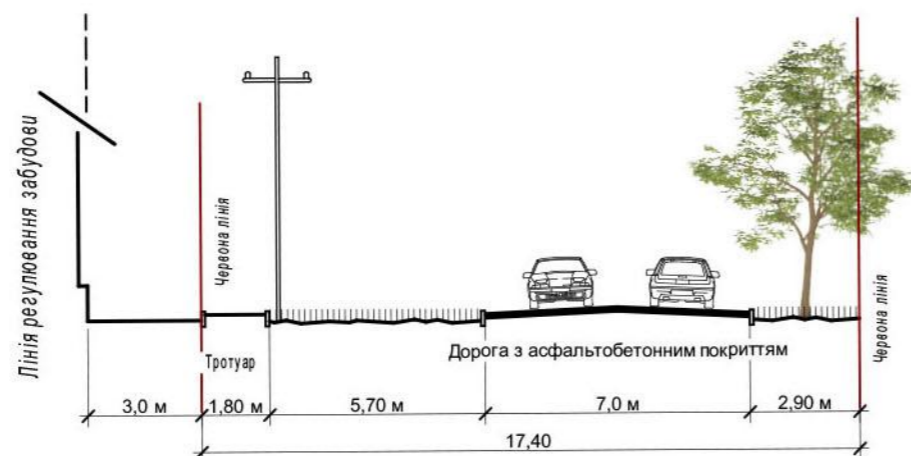 Лінія регулювання забудови
Червона лінія
Червона лінія
Тротуар
Дорога з асфальтобетонним покриттям
3,0 м
1,80 м
5,70 м
7,0 м
2,90 м
17,40